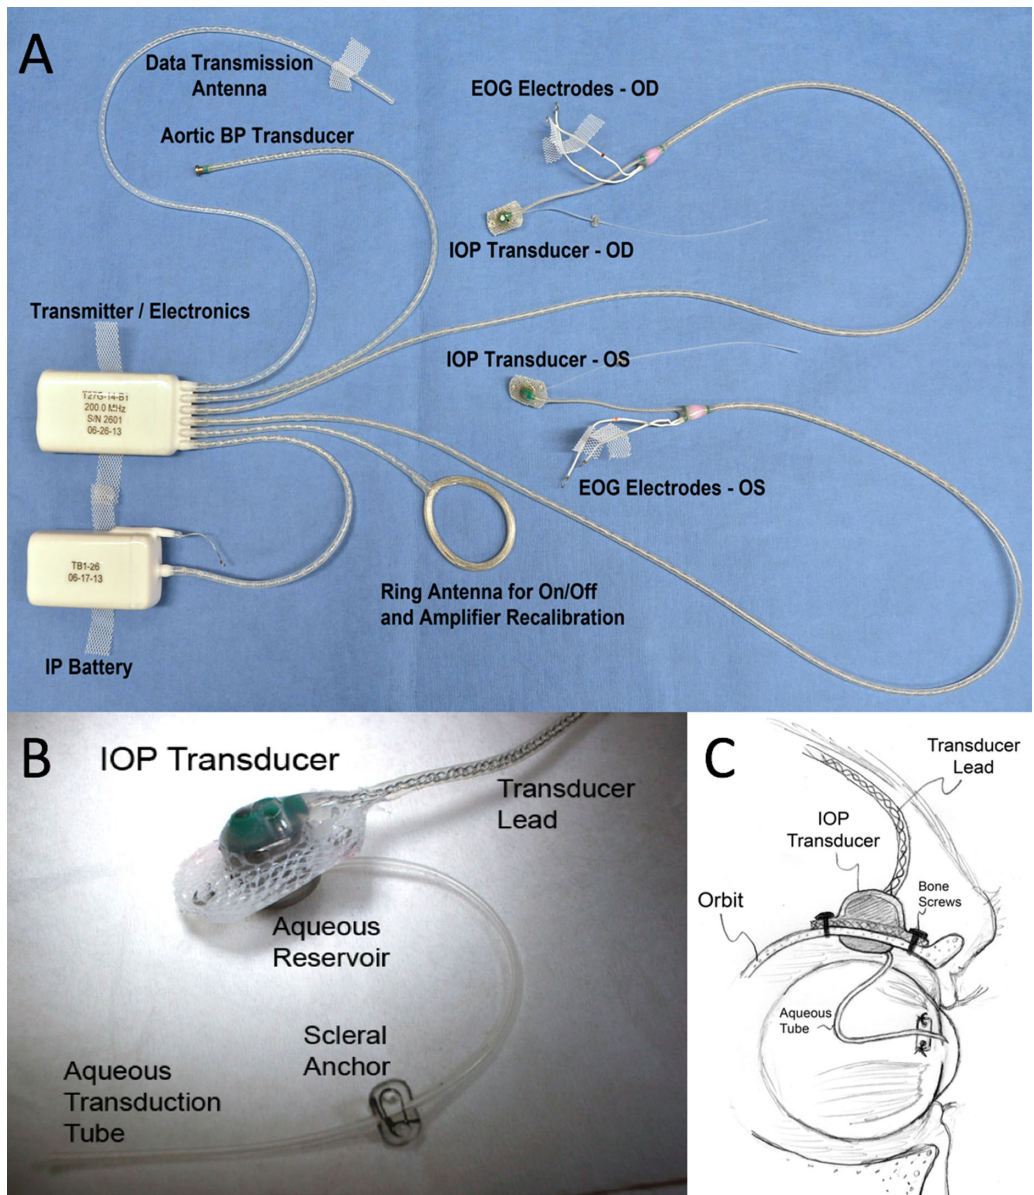 A
Data Transmission
Antenna
EOG Electrodes - OD
Aortic BP Transducer
IOP Transducer - OD
Transmitter / Electronics
IOP Transducer - OS
T27G-14-B1
200.0 MHz
S/N 2601
06-26-13
EOG Electrodes - OS
TB1-26
06-17-13
Ring Antenna for On/Off
and Amplifier Recalibration
IP Battery
B
IOP Transducer
Transducer
Lead
Aqueous
Reservoir
Scleral
Anchor
Aqueous
Transduction
Tube
C
Transducer
Lead
IOP
Transducer
Bone
Screws
Orbit
Aqueous
Tube